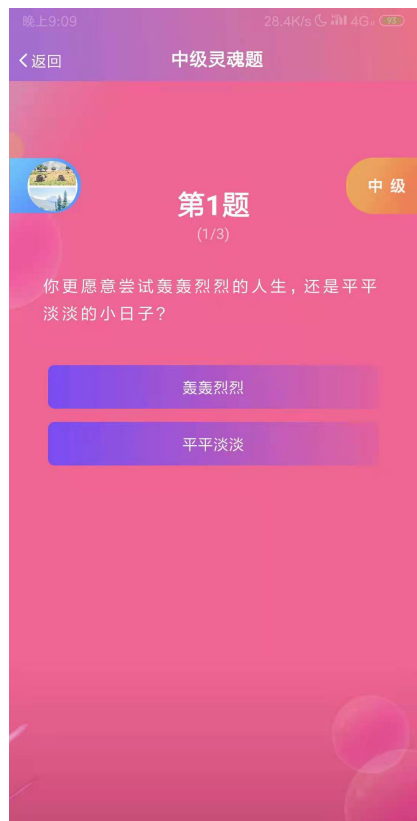 晚上9:09 28.4K/s 4G 93
返回 中级灵魂题
中 级
第1题
(1/3)
你更愿意尝试轰轰烈烈的人生，还是平平
淡淡的小日子？
轰轰烈烈
平平淡淡